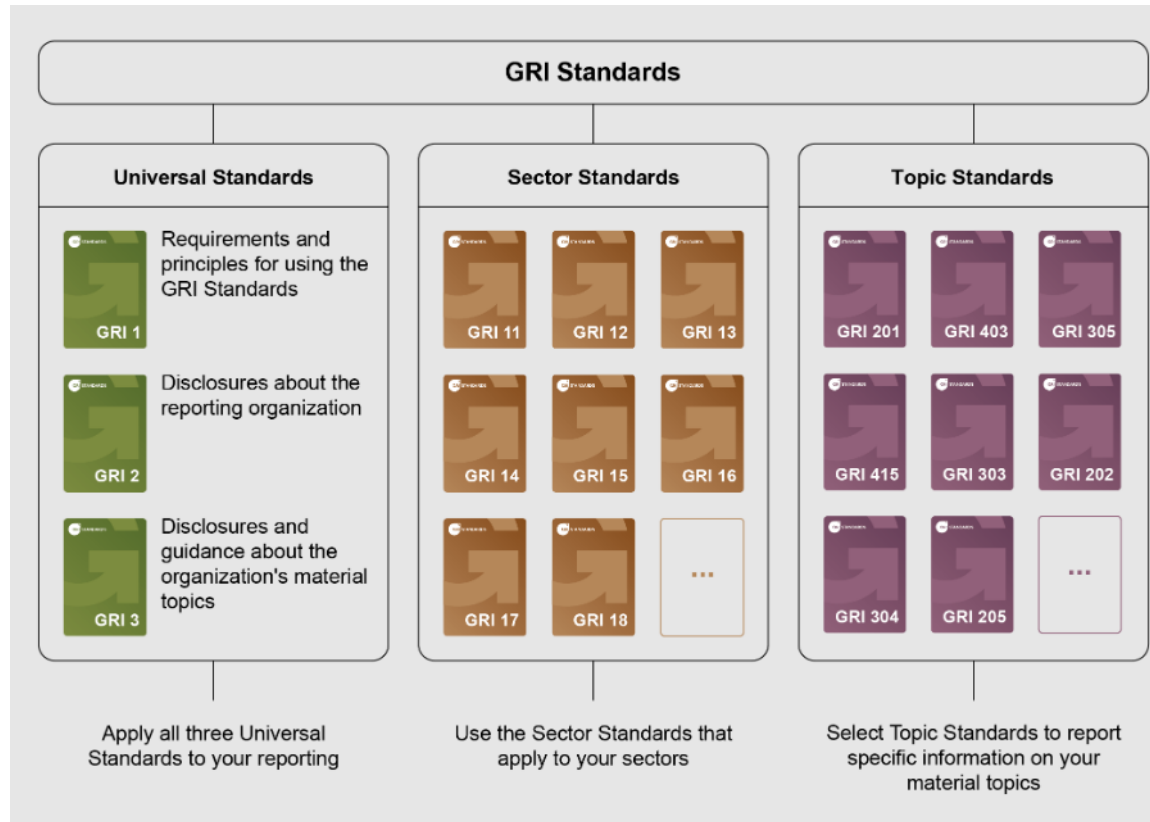 GRI Standards
Universal Standards
Requirements and
principles for using the
GRI Standards
GRI 1
Disclosures about the
reporting organization
GRI 2
Disclosures and
guidance about the
organization's material
topics
GRI 3
Apply all three Universal
Standards to your reporting
Sector Standards
GRI 11
GRI 12
GRI 13
GRI 14
GRI 15
GRI 16
GRI 17
GRI 18
...
Use the Sector Standards that
apply to your sectors
Topic Standards
GRI 201
GRI 403
GRI 305
GRI 415
GRI 303
GRI 202
GRI 304
GRI 205
...
Select Topic Standards to report
specific information on your
material topics